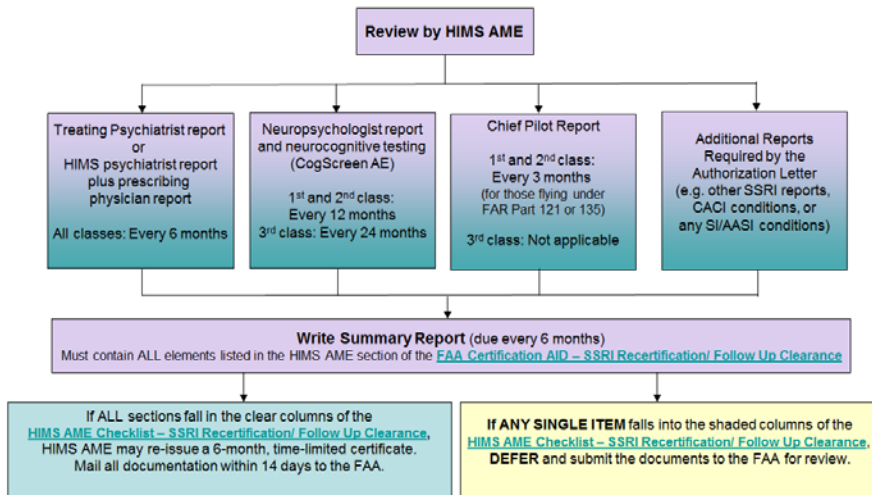 Review by HIMS AME
Treating Psychiatrist report
or
HIMS psychiatrist report
plus prescribing
physician report
All classes: Every 6 months
Neuropsychologist report
and neurocognitive testing
(CogScreen AE)
1st and 2nd class:
Every 12 months
3rd class: Every 24 months
Chief Pilot Report
1st and 2nd class:
Every 3 months
(for those flying under
FAR Part 121 or 135)
3rd class: Not applicable
Additional Reports
Required by the
Authorization Letter
(e.g. other SSRI reports,
CACI conditions, or
any SI/AASI conditions)
Write Summary Report (due every 6 months)
Must contain ALL elements listed in the HIMS AME section of the FAA Certification AID – SSRI Recertification/ Follow Up Clearance
If ALL sections fall in the clear columns of the
HIMS AME Checklist – SSRI Recertification/ Follow Up Clearance,
HIMS AME may re-issue a 6-month, time-limited certificate.
Mail all documentation within 14 days to the FAA.
If ANY SINGLE ITEM falls into the shaded columns of the
HIMS AME Checklist – SSRI Recertification/ Follow Up Clearance,
DEFER and submit the documents to the FAA for review.